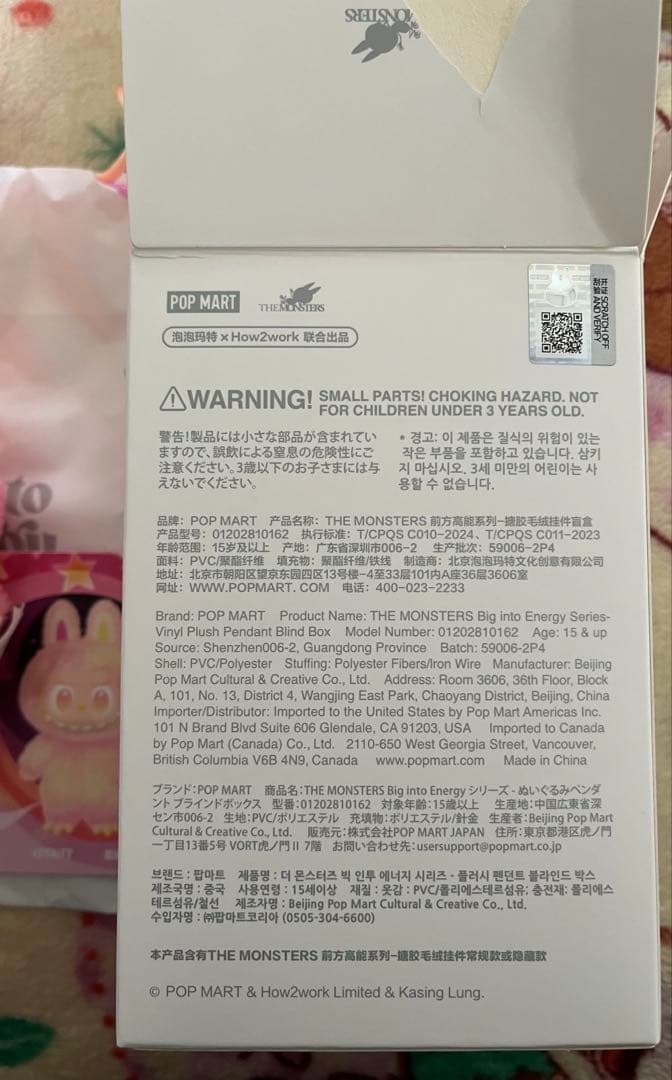 THE MONSTERS
POP MART THE MONSTERS
泡泡玛特 × How2work 联合出品
刮开验证 SCRATCH OFF AND VERIFY
WARNING! SMALL PARTS! CHOKING HAZARD. NOT
FOR CHILDREN UNDER 3 YEARS OLD.
警告!製品には小さな部品が含まれてい
ますので、誤飲による窒息の危険性にご
注意ください。3歳以下のお子さまには与
えないでください。
• 경고: 이 제품은 질식의 위험이 있는
작은 부품을 포함하고 있습니다. 삼키
지 마십시오. 3세 미만의 어린이는 사
용할 수 없습니다.
品牌：POP MART 产品名称：THE MONSTERS 前方高能系列-搪胶毛绒挂件盲盒
产品型号：01202810162 执行标准：T/CPQS C010-2024、T/CPQS C011-2023
年龄范围：15岁及以上 产地：广东省深圳市006-2 生产批次：59006-2P4
面料：PVC/聚酯纤维 填充物：聚酯纤维/铁线 制造商：北京泡泡玛特文化创意有限公司
地址：北京市朝阳区望京东园四区13号楼-4至33层101内A座36层3606室
网址：WWW.POPMART.COM 电话：400-023-2233
Brand: POP MART Product Name: THE MONSTERS Big into Energy Series-
Vinyl Plush Pendant Blind Box Model Number: 01202810162 Age: 15 & up
Source: Shenzhen006-2, Guangdong Province Batch: 59006-2P4
Shell: PVC/Polyester Stuffing: Polyester Fibers/Iron Wire Manufacturer: Beijing
Pop Mart Cultural & Creative Co., Ltd. Address: Room 3606, 36th Floor, Block
A, 101, No. 13, District 4, Wangjing East Park, Chaoyang District, Beijing, China
Importer/Distributor: Imported to the United States by Pop Mart Americas Inc.
101 N Brand Blvd Suite 606 Glendale, CA 91203, USA Imported to Canada
by Pop Mart (Canada) Co., Ltd. 2110-650 West Georgia Street, Vancouver,
British Columbia V6B 4N9, Canada www.popmart.com Made in China
ブランド：POP MART 商品名：THE MONSTERS Big into Energy シリーズ - ぬいぐるみペンダ
ント ブラインドボックス 型番：01202810162 対象年齢：15歳以上 生産地：中国広東省深
セン市006-2 生地：PVC/ポリエステル 充填物：ポリエステル/針金 生産者：Beijing Pop Mart
Cultural & Creative Co., Ltd. 販売元：株式会社POP MART JAPAN 住所：東京都港区虎ノ門
一丁目13番5号 VORT虎ノ門Ⅱ 7階 お問い合わせ先：usersupport@popmart.co.jp
브랜드 : 팝마트 제품명 : 더 몬스터즈 빅 인투 에너지 시리즈 - 플러시 펜던트 블라인드 박스
제조국명 : 중국 사용연령 : 15세이상 재질 : 옷감 : PVC/폴리에스테르섬유; 충전재: 폴리에스
테르섬유/철선 제조자명 : Beijing Pop Mart Cultural & Creative Co., Ltd.
수입자명 : ㈜팝마트코리아 (0505-304-6600)
本产品含有THE MONSTERS 前方高能系列-搪胶毛绒挂件常规款或隐藏款
© POP MART & How2work Limited & Kasing Lung.